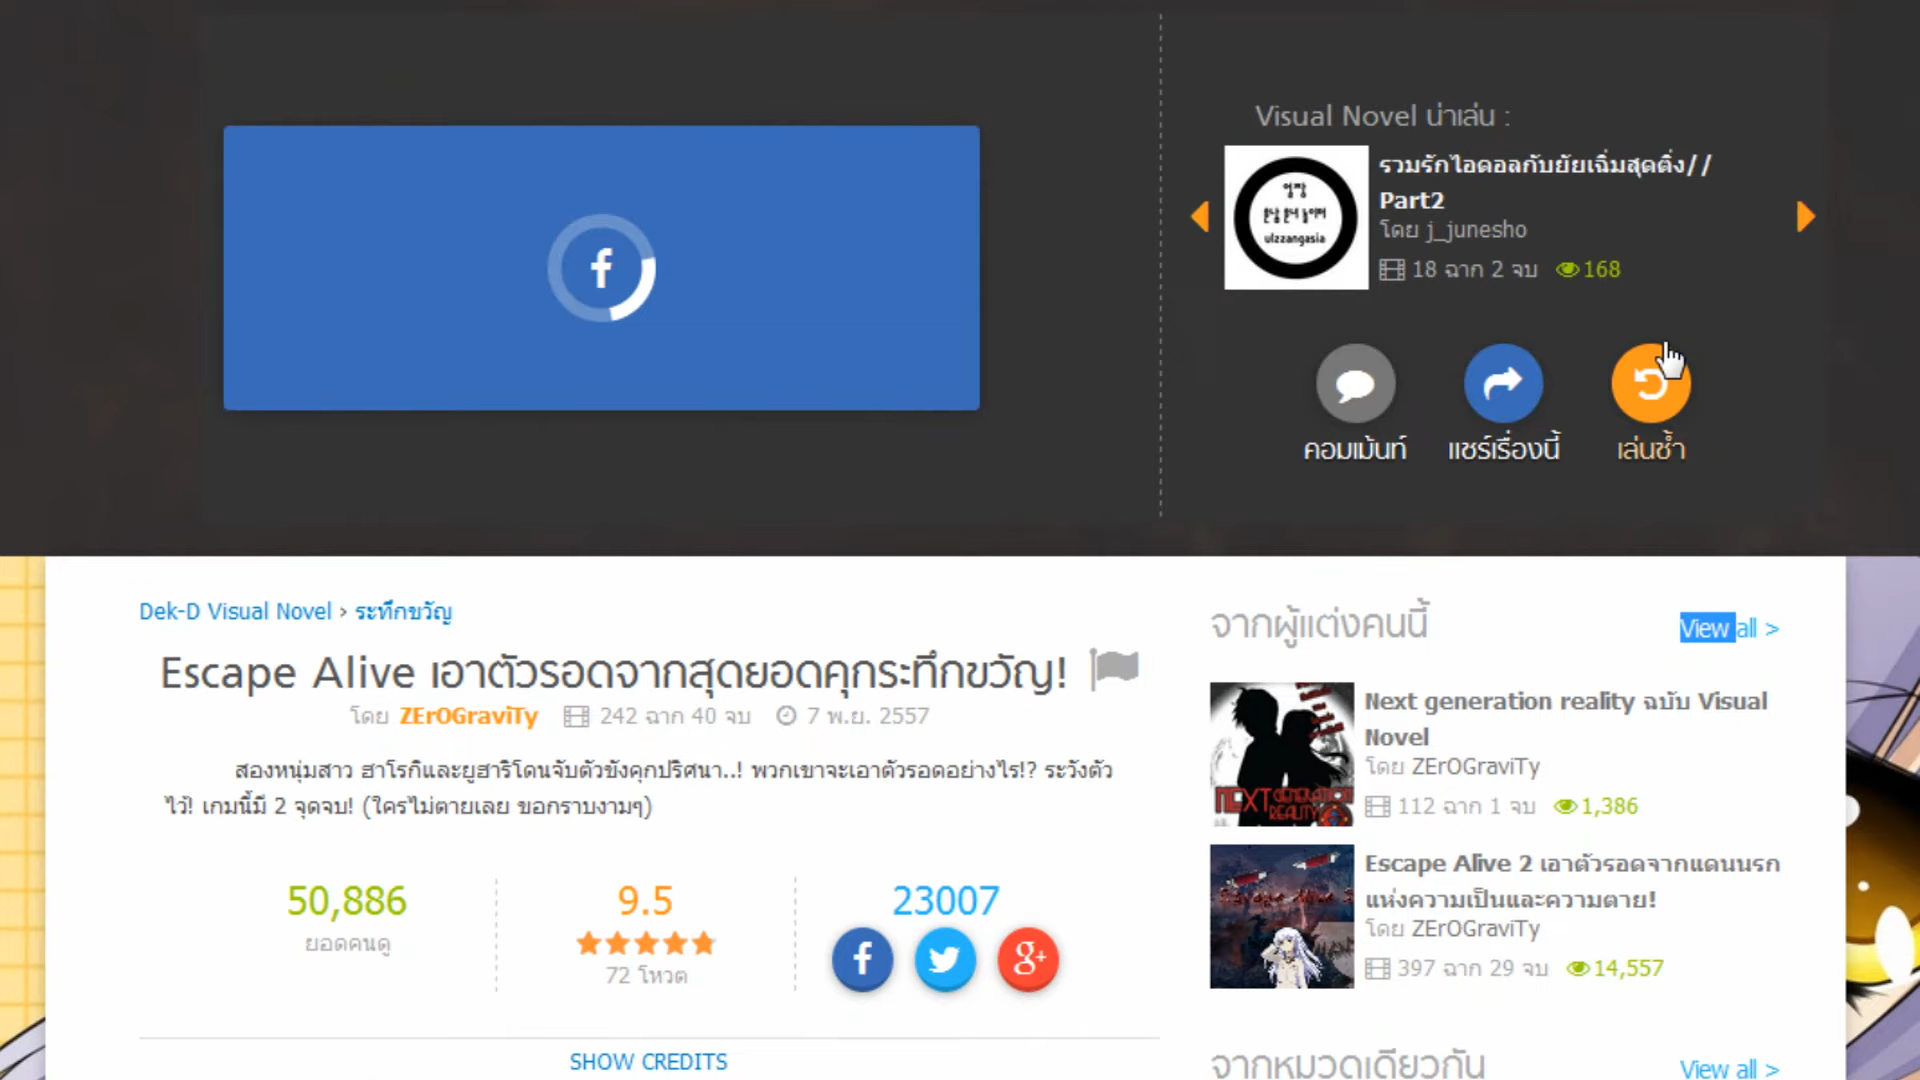 Visual Novel น่าเล่น :
ulzzangasia
รวมรักไอดอลกับยัยเฉิ่มสุดติ่ง//
Part2
โดย j_junesho
18 ฉาก 2 จบ 168
คอมเม้นท์ แชร์เรื่องนี้ เล่นซ้ำ
Dek-D Visual Novel › ระทึกขวัญ
Escape Alive เอาตัวรอดจากสุดยอดคุกระทึกขวัญ!
โดย ZErOGraviTy 242 ฉาก 40 จบ 7 พ.ย. 2557
สองหนุ่มสาว ฮาโรกิและยูฮาริโดนจับตัวขังคุกปริศนา..! พวกเขาจะเอาตัวรอดอย่างไร!? ระวังตัว
ไว้! เกมนี้มี 2 จุดจบ! (ใครไม่ตายเลย ขอกราบงามๆ)
50,886
ยอดคนดู
9.5
72 โหวต
23007
SHOW CREDITS
จากผู้แต่งคนนี้ View all >
NEXT GENERATION REALITY
Next generation reality ฉบับ Visual
Novel
โดย ZErOGraviTy
112 ฉาก 1 จบ 1,386
Escape Alive 2 เอาตัวรอดจากแดนนรก
แห่งความเป็นและความตาย!
โดย ZErOGraviTy
397 ฉาก 29 จบ 14,557
จากหมวดเดียวกัน View all >